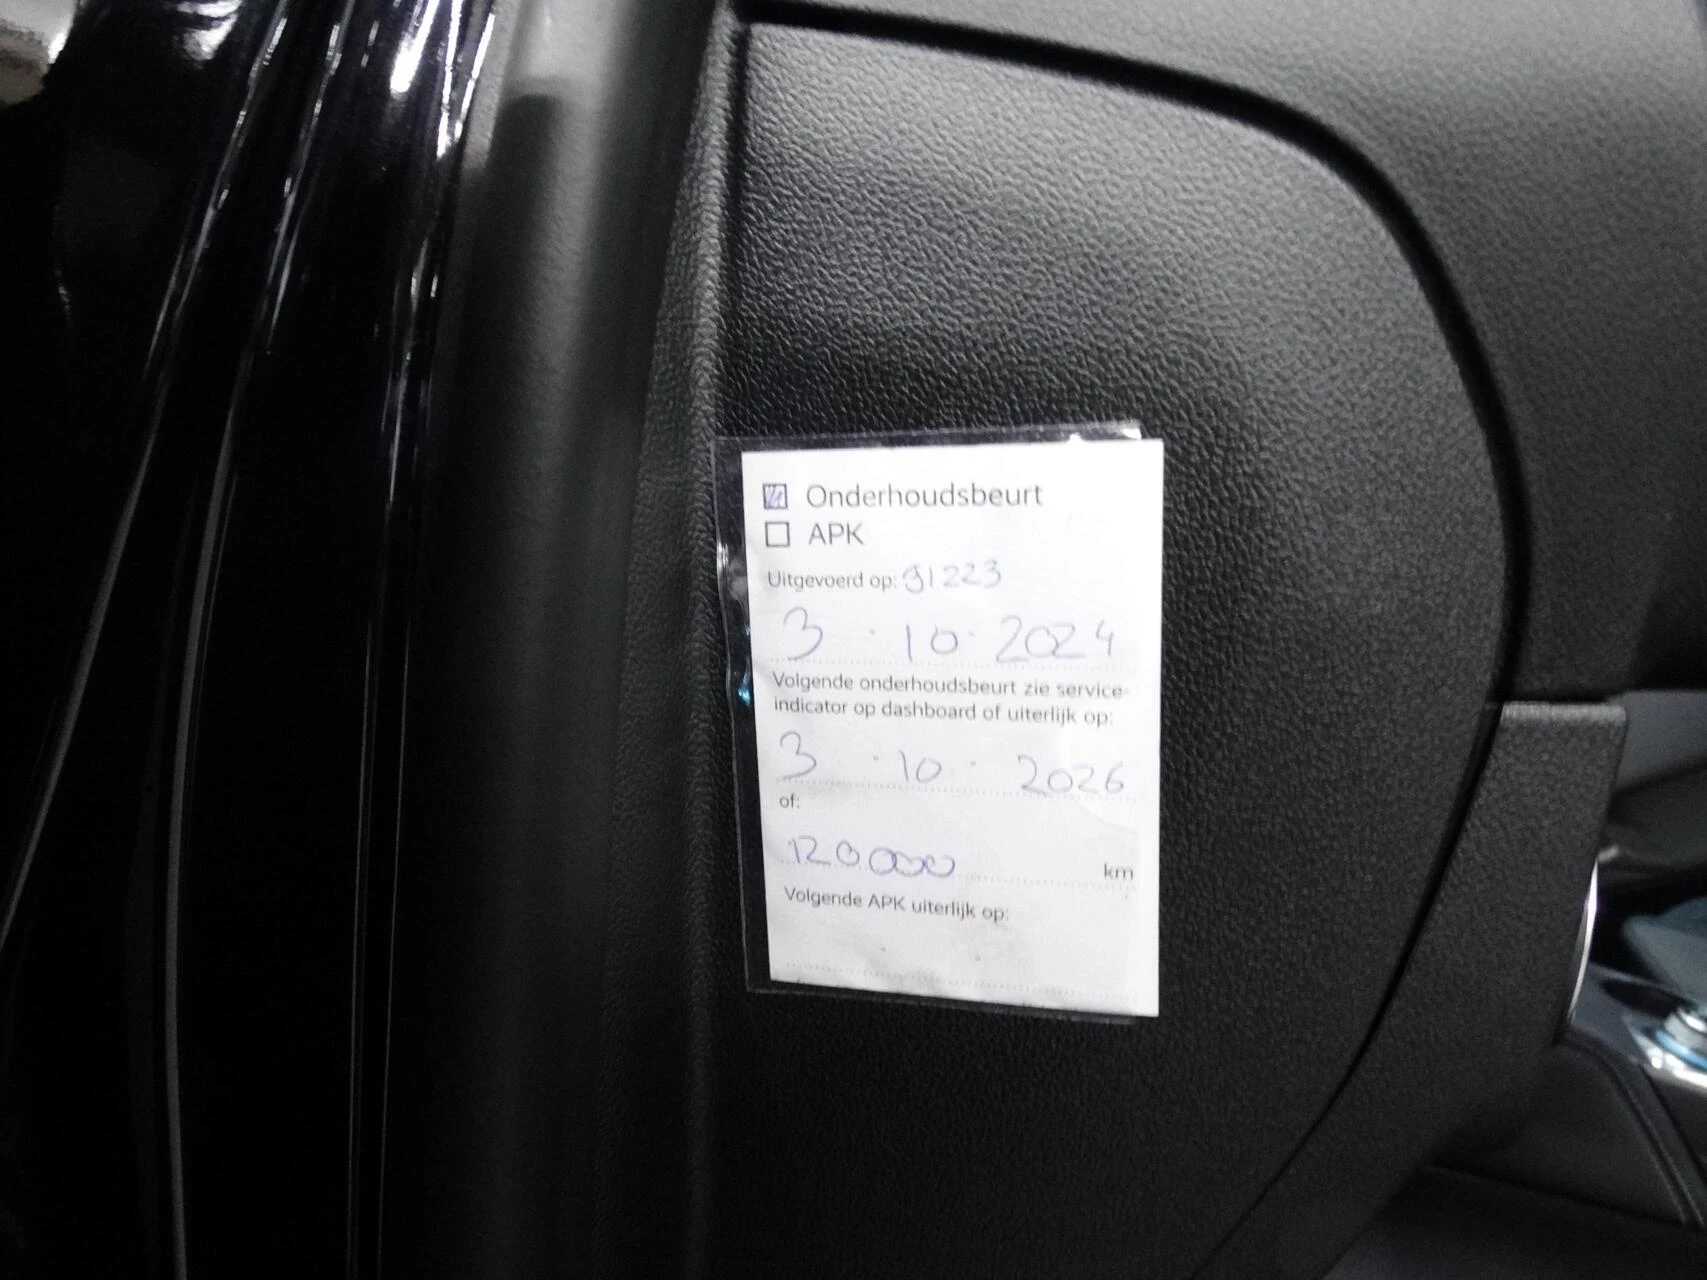 Onderhoudsbeurt
APK
Uitgevoerd op: 91223
3 · 10 · 2024
Volgende onderhoudsbeurt zie service-
indicator op dashboard of uiterlijk op:
3 · 10 · 2026
of:
120000 km
Volgende APK uiterlijk op: